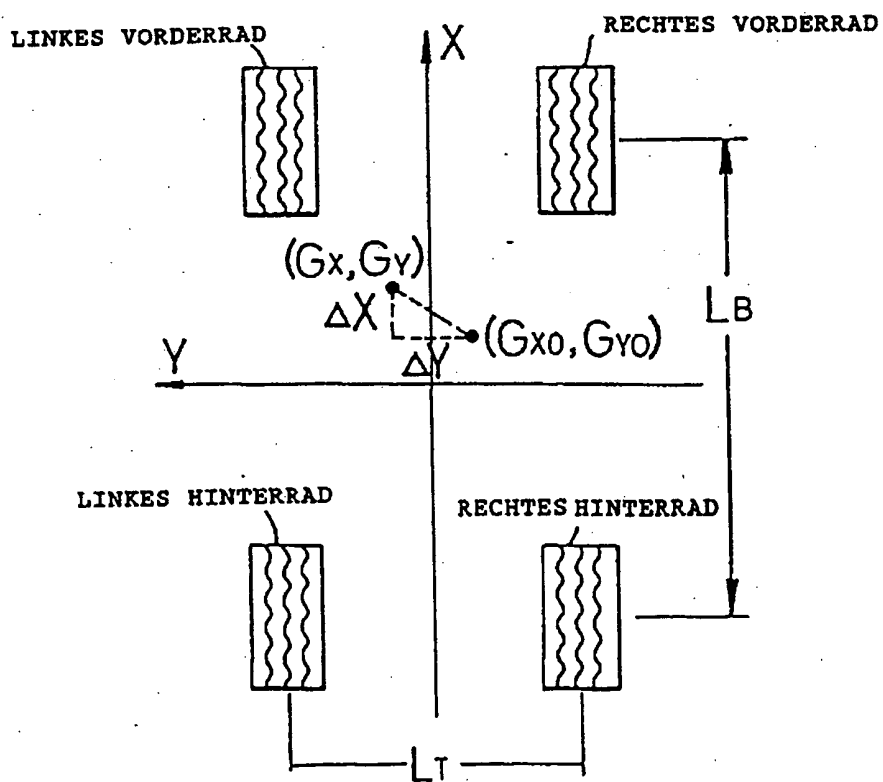 LINKES VORDERRAD
RECHTES VORDERRAD
X
(GX,GY)
ΔX
(GX0,GY0)
LB
ΔY
Y
LINKES HINTERRAD
RECHTES HINTERRAD
LT